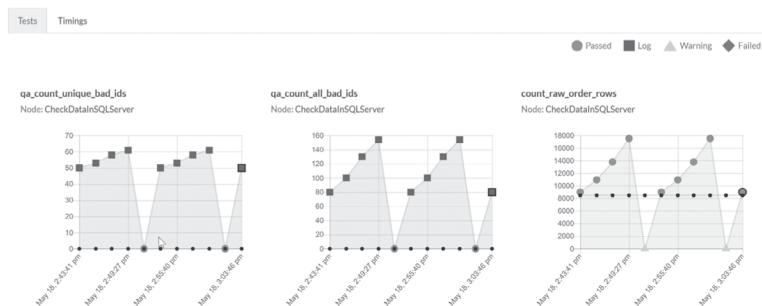 Tests Timings
Passed Log Warning Failed
qa_count_unique_bad_ids
Node: CheckDataInSQLServer
70
60
50
40
30
20
10
0
May 18, 2:43:41 pm
May 18, 2:49:27 pm
May 18, 2:55:40 pm
May 18, 3:03:46 pm
qa_count_all_bad_ids
Node: CheckDataInSQLServer
160
140
120
100
80
60
40
20
0
May 18, 2:43:41 pm
May 18, 2:49:27 pm
May 18, 2:55:40 pm
May 18, 3:03:46 pm
count_raw_order_rows
Node: CheckDataInSQLServer
18000
16000
14000
12000
10000
8000
6000
4000
2000
0
May 18, 2:43:41 pm
May 18, 2:49:27 pm
May 18, 2:55:40 pm
May 18, 3:03:46 pm